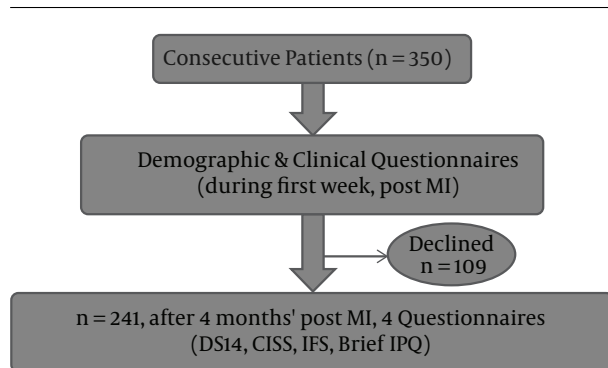 Consecutive Patients (n = 350)
Demographic & Clinical Questionnaires
(during first week, post MI)
Declined
n = 109
n = 241, after 4 months' post MI, 4 Questionnaires
(DS14, CISS, IFS, Brief IPQ)